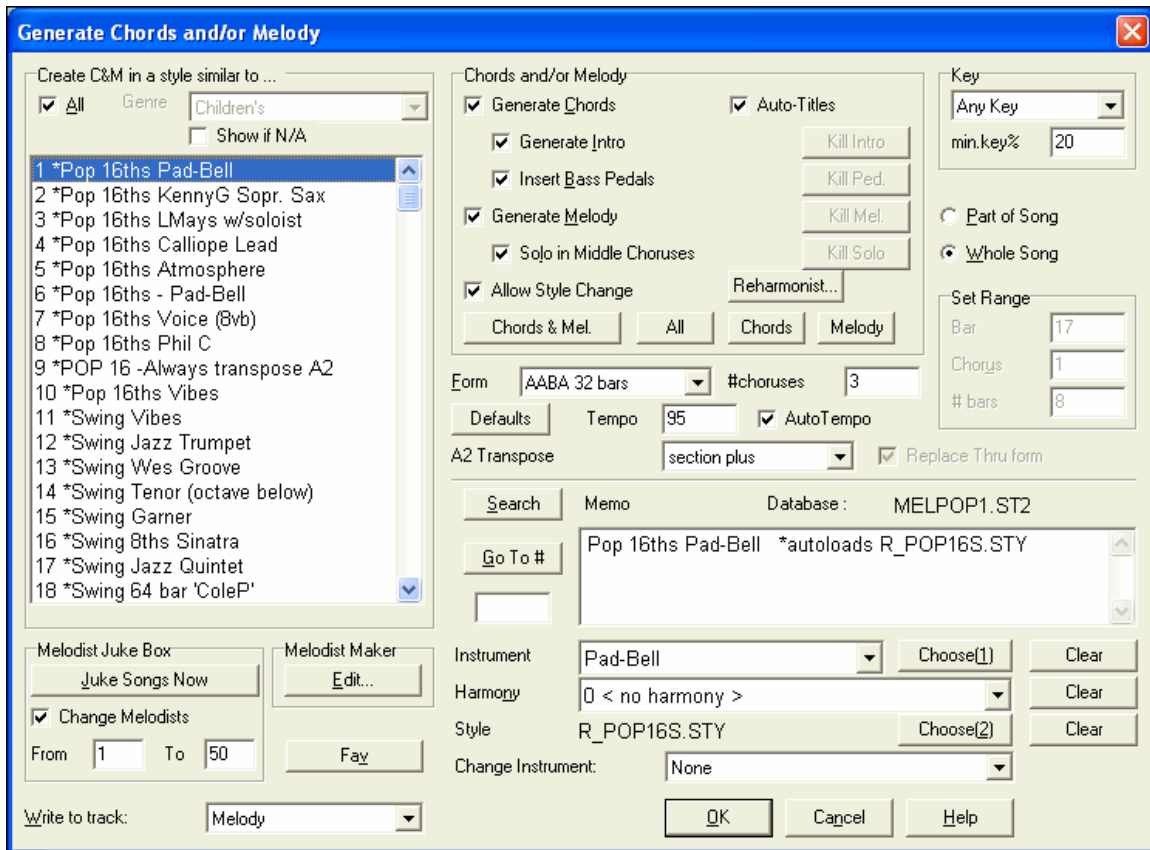 Generate Chords and/or Melody
Create C&M in a style similar to ...
All Genre Children's
Show if N/A
1 *Pop 16ths Pad-Bell
2 *Pop 16ths KennyG Sopr. Sax
3 *Pop 16ths LMays w/soloist
4 *Pop 16ths Calliope Lead
5 *Pop 16ths Atmosphere
6 *Pop 16ths - Pad-Bell
7 *Pop 16ths Voice (8vb)
8 *Pop 16ths Phil C
9 *POP 16 -Always transpose A2
10 *Pop 16ths Vibes
11 *Swing Vibes
12 *Swing Jazz Trumpet
13 *Swing Wes Groove
14 *Swing Tenor (octave below)
15 *Swing Garner
16 *Swing 8ths Sinatra
17 *Swing Jazz Quintet
18 *Swing 64 bar 'ColeP'
Melodist Juke Box
Juke Songs Now
Change Melodists
From 1 To 50
Melodist Maker
Edit...
Fav
Write to track: Melody
Chords and/or Melody
Generate Chords Auto-Titles
Generate Intro Kill Intro
Insert Bass Pedals Kill Ped.
Generate Melody Kill Mel.
Solo in Middle Choruses Kill Solo
Allow Style Change Reharmonist...
Chords & Mel. All Chords Melody
Key
Any Key
min.key% 20
Part of Song
Whole Song
Set Range
Bar 17
Chorus 1
# bars 8
Form AABA 32 bars #choruses 3
Defaults Tempo 95 AutoTempo
A2 Transpose section plus Replace Thru form
Search Memo Database : MELPOP1.ST2
Go To #
Pop 16ths Pad-Bell *autoloads R_POP16S.STY
Instrument Pad-Bell Choose(1) Clear
Harmony 0 < no harmony > Clear
Style R_POP16S.STY Choose(2) Clear
Change Instrument: None
OK Cancel Help